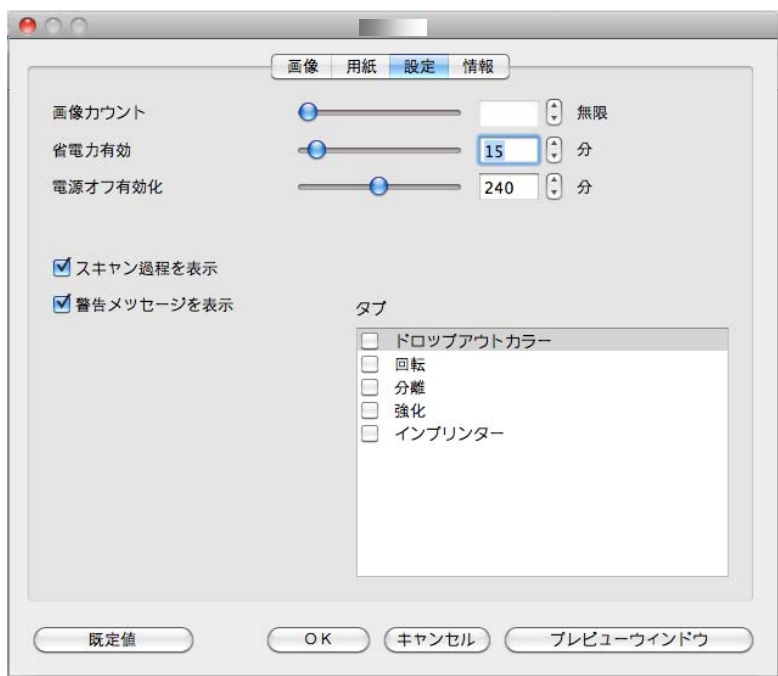 画像 用紙 設定 情報
画像カウント 無限
省電力有効 15 分
電源オフ有効化 240 分
スキャン過程を表示
警告メッセージを表示
タブ
ドロップアウトカラー
回転
分離
強化
インプリンター
既定値 OK キャンセル プレビューウィンドウ